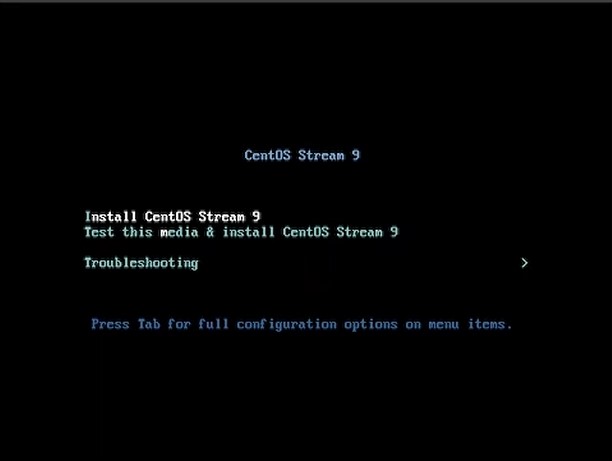 CentOS Stream 9
Install CentOS Stream 9
Test this media & install CentOS Stream 9
Troubleshooting >
Press Tab for full configuration options on menu items.